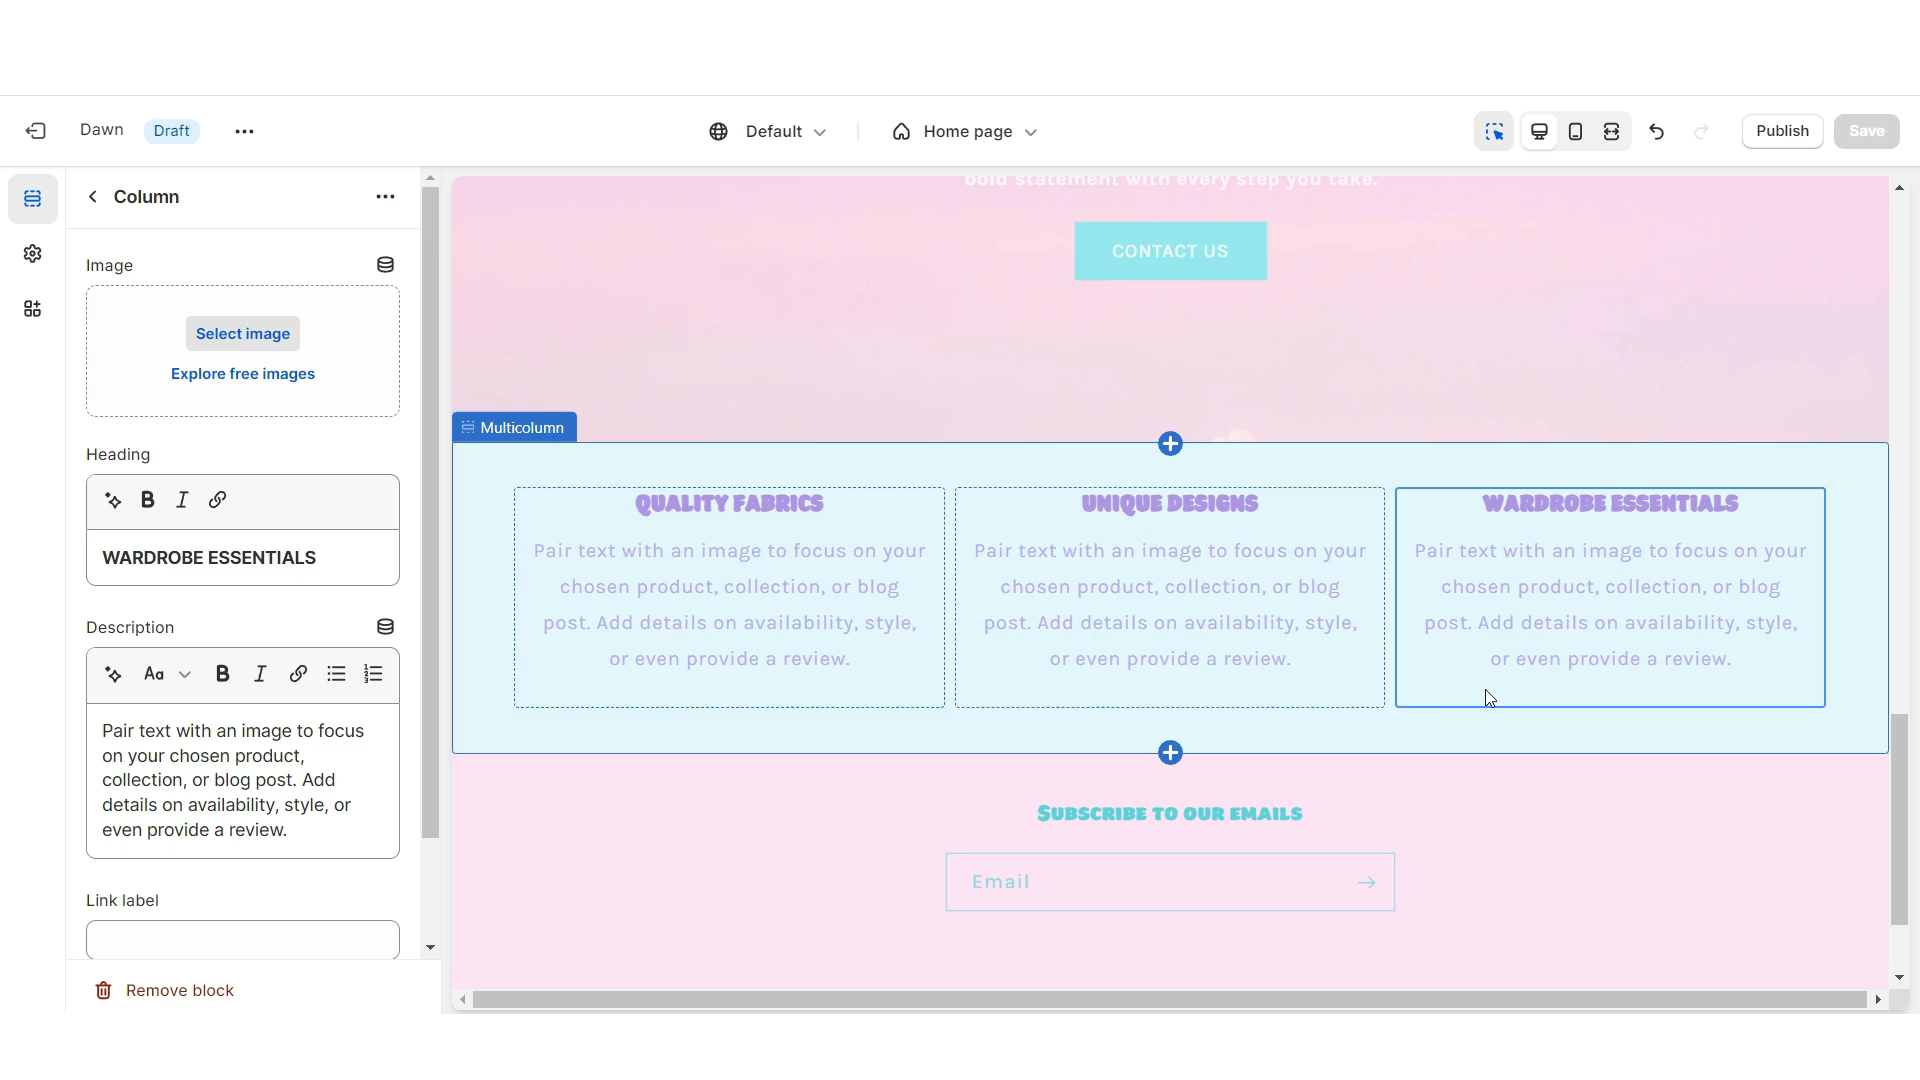 Dawn
Draft
Default
Home page
Publish
Save
Column
Image
Select image
Explore free images
Heading
WARDROBE ESSENTIALS
Description
Aa
Pair text with an image to focus
on your chosen product,
collection, or blog post. Add
details on availability, style, or
even provide a review.
Link label
Remove block
bold statement with every step you take.
CONTACT US
Multicolumn
QUALITY FABRICS
Pair text with an image to focus on your
chosen product, collection, or blog
post. Add details on availability, style,
or even provide a review.
UNIQUE DESIGNS
Pair text with an image to focus on your
chosen product, collection, or blog
post. Add details on availability, style,
or even provide a review.
WARDROBE ESSENTIALS
Pair text with an image to focus on your
chosen product, collection, or blog
post. Add details on availability, style,
or even provide a review.
Subscribe to our emails
Email